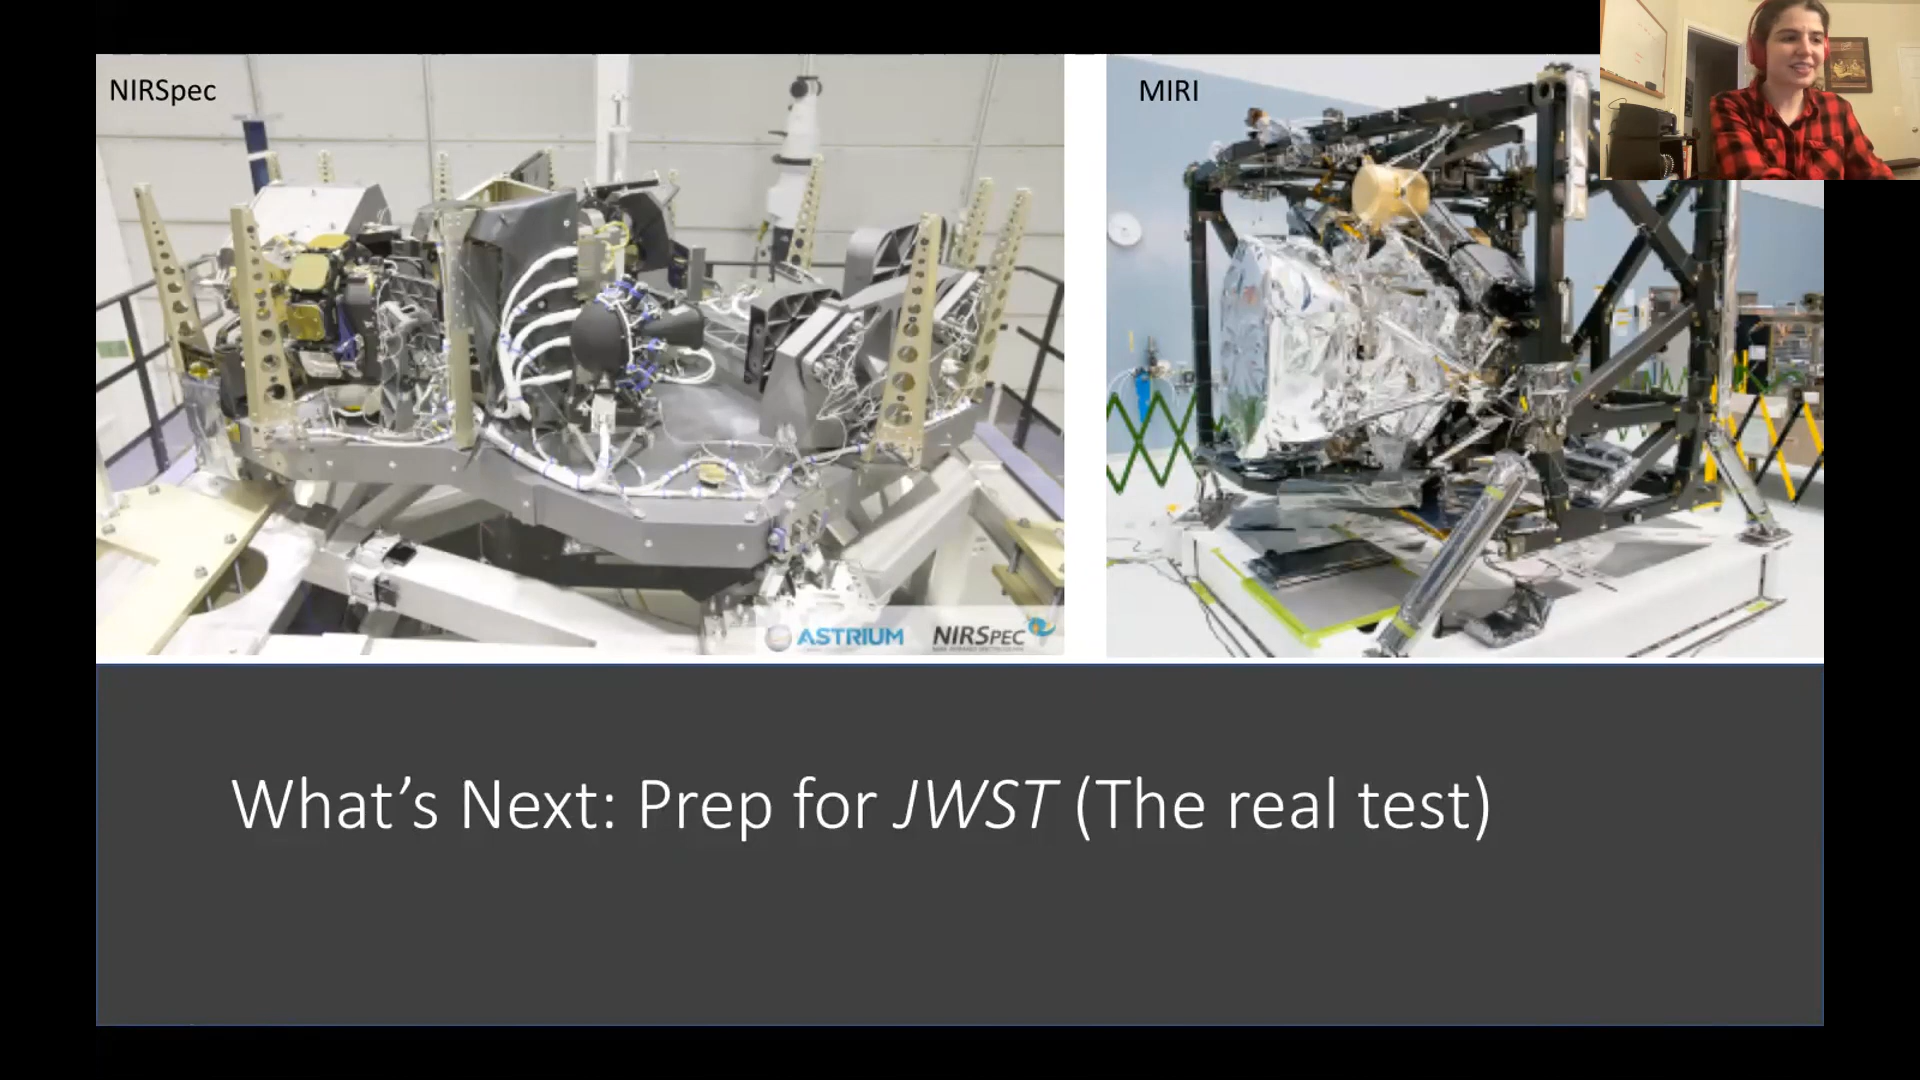 NIRSpec
MIRI
ASTRIUM
NIRSPEC
What’s Next: Prep for JWST (The real test)